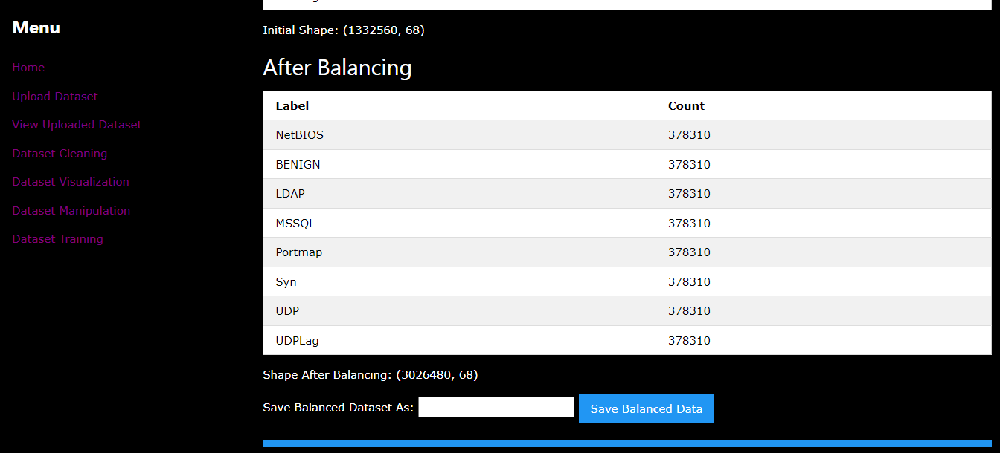 Menu
Home
Upload Dataset
View Uploaded Dataset
Dataset Cleaning
Dataset Visualization
Dataset Manipulation
Dataset Training
Initial Shape: (1332560, 68)
After Balancing
Label Count
NetBIOS 378310
BENIGN 378310
LDAP 378310
MSSQL 378310
Portmap 378310
Syn 378310
UDP 378310
UDPLag 378310
Shape After Balancing: (3026480, 68)
Save Balanced Dataset As: Save Balanced Data